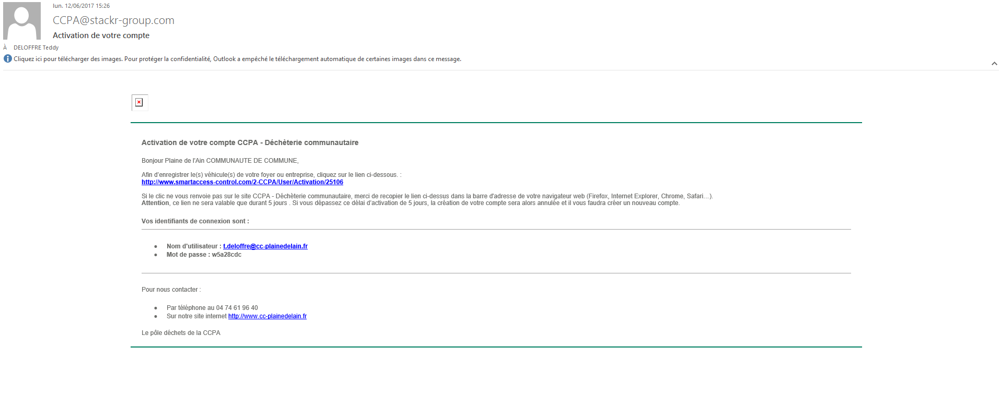 lun. 12/06/2017 15:26
CCPA@stackr-group.com
Activation de votre compte
À DELOFFRE Teddy
Cliquez ici pour télécharger des images. Pour protéger la confidentialité, Outlook a empêché le téléchargement automatique de certaines images dans ce message.
Activation de votre compte CCPA - Déchèterie communautaire
Bonjour Plaine de l'Ain COMMUNAUTE DE COMMUNE,
Afin d'enregistrer le(s) véhicule(s) de votre foyer ou entreprise, cliquez sur le lien ci-dessous. :
http://www.smartaccess-control.com/2-CCPA/User/Activation/25106
Si le clic ne vous renvoie pas sur le site CCPA - Déchèterie communautaire, merci de recopier le lien ci-dessus dans la barre d'adresse de votre navigateur web (Firefox, Internet Explorer, Chrome, Safari...).
Attention, ce lien ne sera valable que durant 5 jours . Si vous dépassez ce délai d'activation de 5 jours, la création de votre compte sera alors annulée et il vous faudra créer un nouveau compte.
Vos identifiants de connexion sont :
• Nom d'utilisateur : t.deloffre@cc-plainedelain.fr
• Mot de passe : w5a28cdc
Pour nous contacter :
• Par téléphone au 04 74 61 96 40
• Sur notre site internet http://www.cc-plainedelain.fr
Le pôle déchets de la CCPA